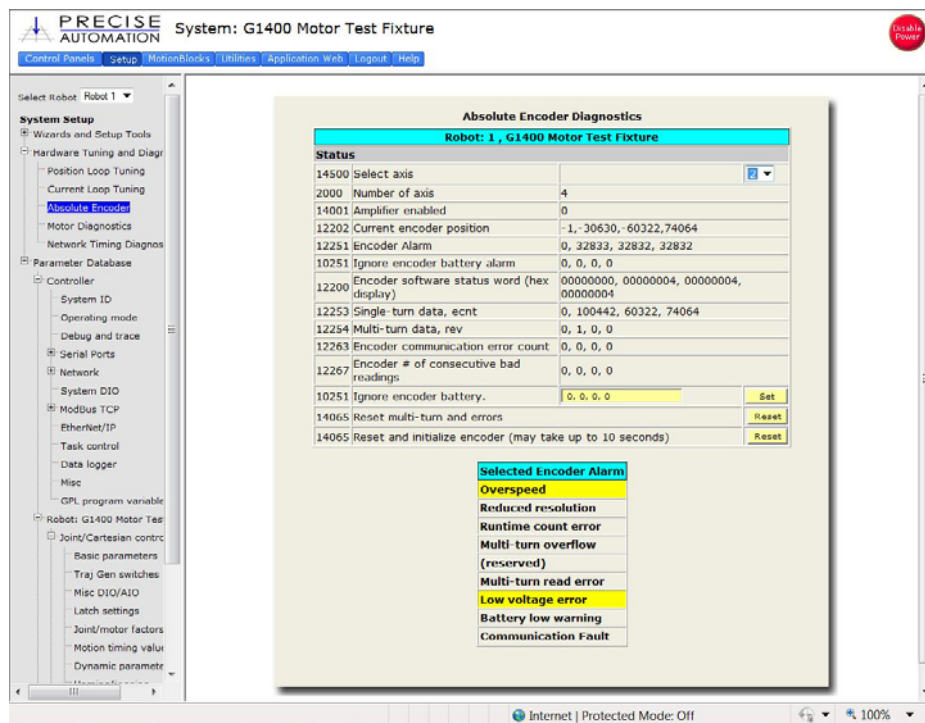 PRECISE
AUTOMATION
System: G1400 Motor Test Fixture
Disable
Power
Control Panels Setup MotionBlocks Utilities Application Web Logout Help
Select Robot Robot 1
System Setup
Wizards and Setup Tools
Hardware Tuning and Diagr
Position Loop Tuning
Current Loop Tuning
Absolute Encoder
Motor Diagnostics
Network Timing Diagnos
Parameter Database
Controller
System ID
Operating mode
Debug and trace
Serial Ports
Network
System DIO
ModBus TCP
EtherNet/IP
Task control
Data logger
Misc
GPL program variable
Robot: G1400 Motor Tes
Joint/Cartesian contrc
Basic parameters
Traj Gen switches
Misc DIO/AIO
Latch settings
Joint/motor factors
Motion timing value
Dynamic paramete
Absolute Encoder Diagnostics
Robot: 1 , G1400 Motor Test Fixture
Status
14500 Select axis 2
2000 Number of axis 4
14001 Amplifier enabled 0
12202 Current encoder position -1,-30630,-60322,74064
12251 Encoder Alarm 0, 32833, 32832, 32832
10251 Ignore encoder battery alarm 0, 0, 0, 0
12200 Encoder software status word (hex display) 00000000, 00000004, 00000004,
00000004
12253 Single-turn data, ecnt 0, 100442, 60322, 74064
12254 Multi-turn data, rev 0, 1, 0, 0
12263 Encoder communication error count 0, 0, 0, 0
12267 Encoder # of consecutive bad readings 0, 0, 0, 0
10251 Ignore encoder battery. 0, 0, 0, 0 Set
14065 Reset multi-turn and errors Reset
14065 Reset and initialize encoder (may take up to 10 seconds) Reset
Selected Encoder Alarm
Overspeed
Reduced resolution
Runtime count error
Multi-turn overflow
(reserved)
Multi-turn read error
Low voltage error
Battery low warning
Communication Fault
Internet | Protected Mode: Off
100%